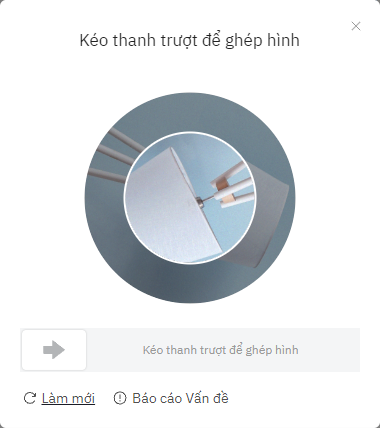 Kéo thanh trượt để ghép hình
Kéo thanh trượt để ghép hình
Làm mới
Báo cáo Vấn đề